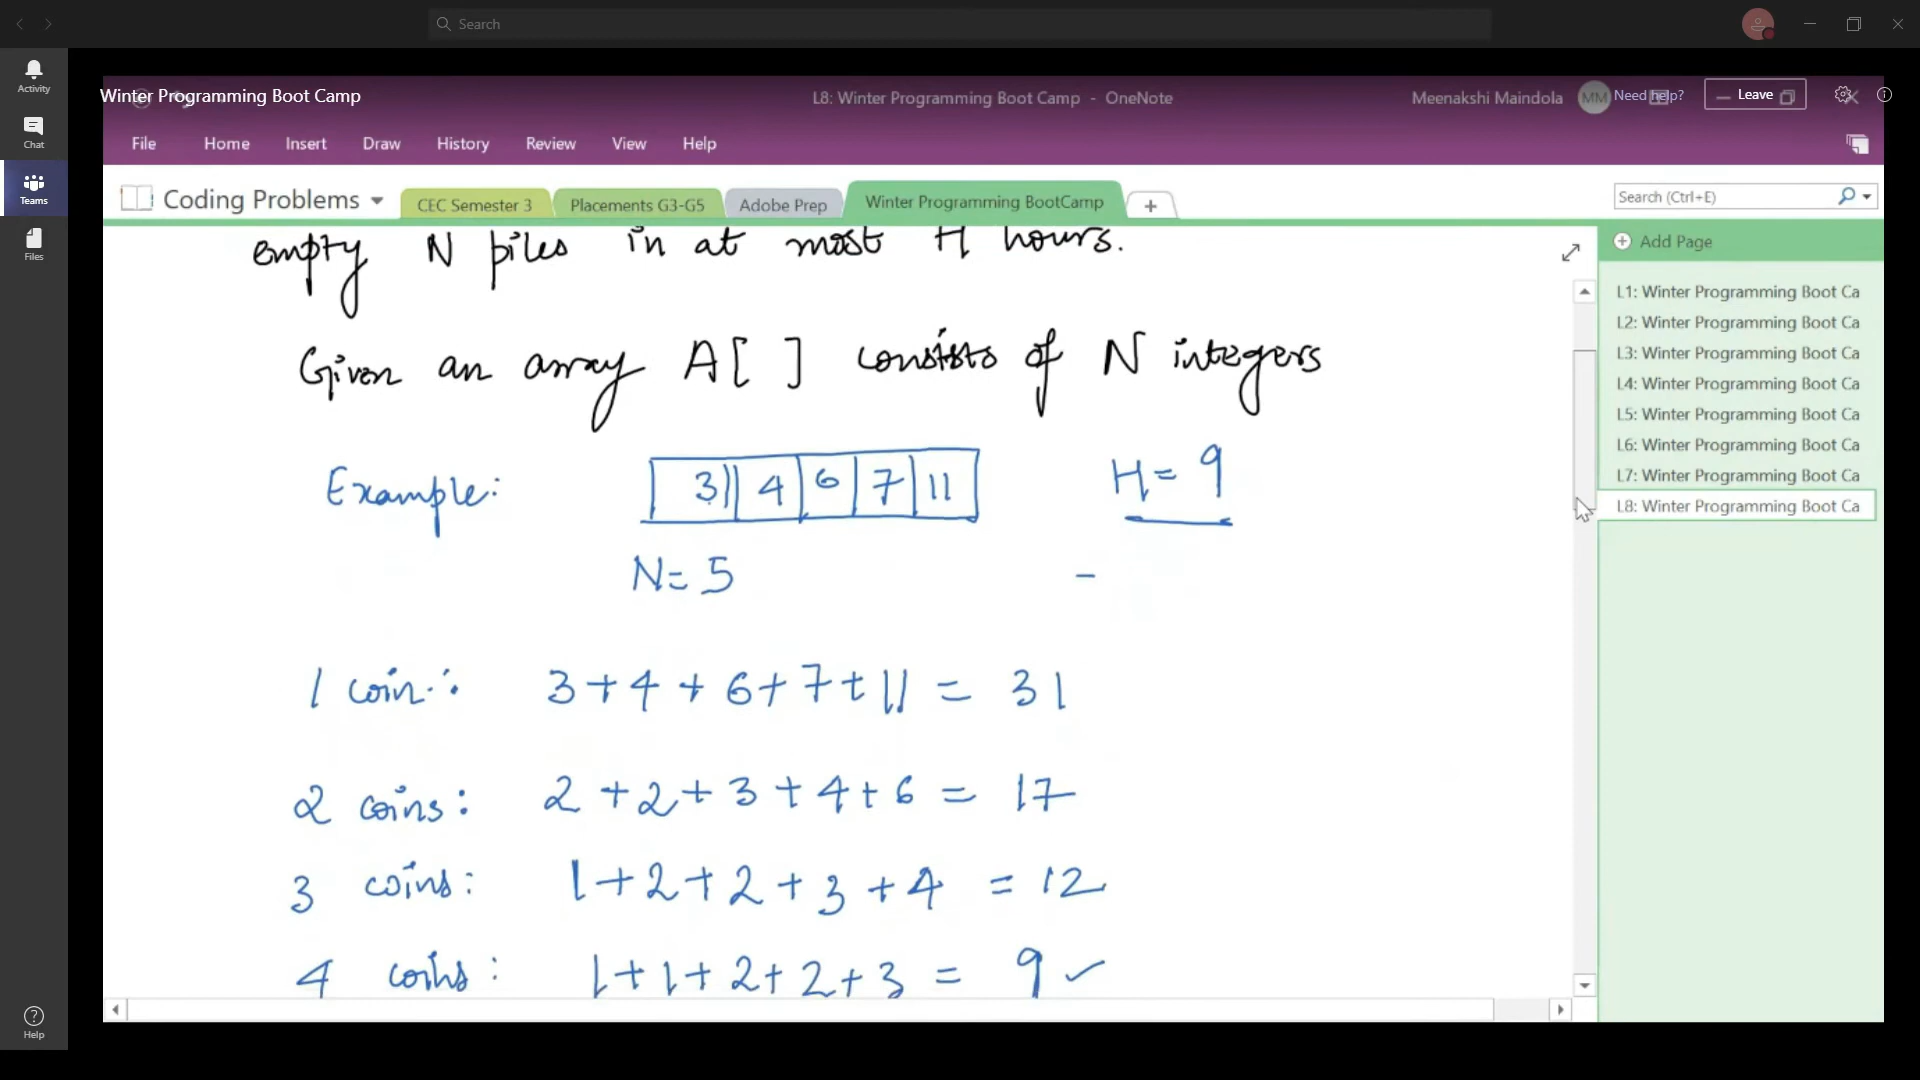 Search
Activity
Chat
Teams
Files
Help
Winter Programming Boot Camp
L8: Winter Programming Boot Camp - OneNote
Meenakshi Maindola
MM
Need help?
Leave
File Home Insert Draw History Review View Help
Coding Problems
CEC Semester 3
Placements G3-G5
Adobe Prep
Winter Programming BootCamp
+
Search (Ctrl+E)
Add Page
L1: Winter Programming Boot Ca
L2: Winter Programming Boot Ca
L3: Winter Programming Boot Ca
L4: Winter Programming Boot Ca
L5: Winter Programming Boot Ca
L6: Winter Programming Boot Ca
L7: Winter Programming Boot Ca
L8: Winter Programming Boot Ca
empty N piles in at most H hours.
Given an array A[ ] consists of N integers
Example: 3 4 6 7 11 H = 9
N = 5 -
1 coin: 3+4+6+7+11 = 31
2 coins: 2+2+3+4+6 = 17
3 coins: 1+2+2+3+4 = 12
4 coins: 1+1+2+2+3 = 9 ✓